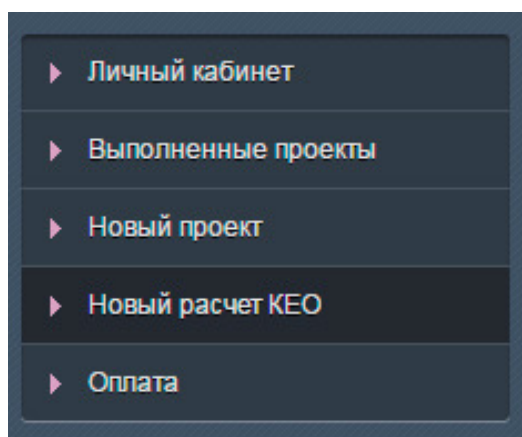 Личный кабинет
Выполненные проекты
Новый проект
Новый расчет КЕО
Оплата